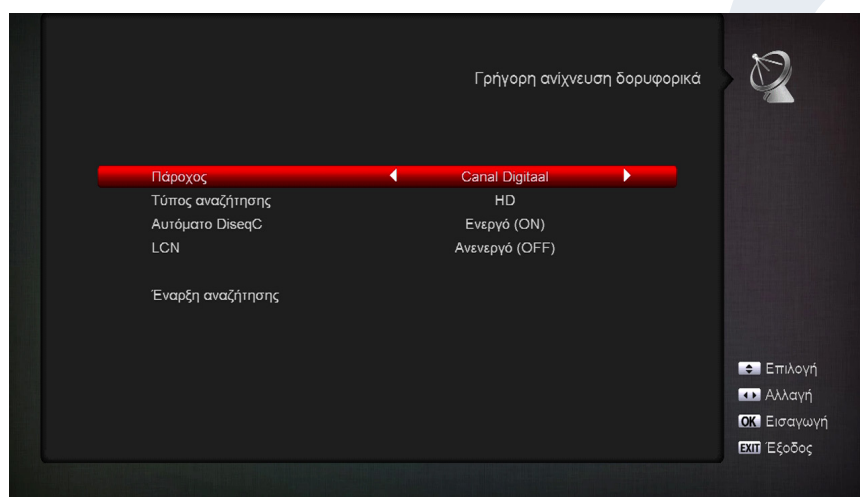 Γρήγορη ανίχνευση δορυφορικά
Πάροχος Canal Digitaal
Τύπος αναζήτησης HD
Αυτόματο DiseqC Ενεργό (ON)
LCN Ανενεργό (OFF)
Έναρξη αναζήτησης
Επιλογή
Αλλαγή
OK Εισαγωγή
EXIT Έξοδος